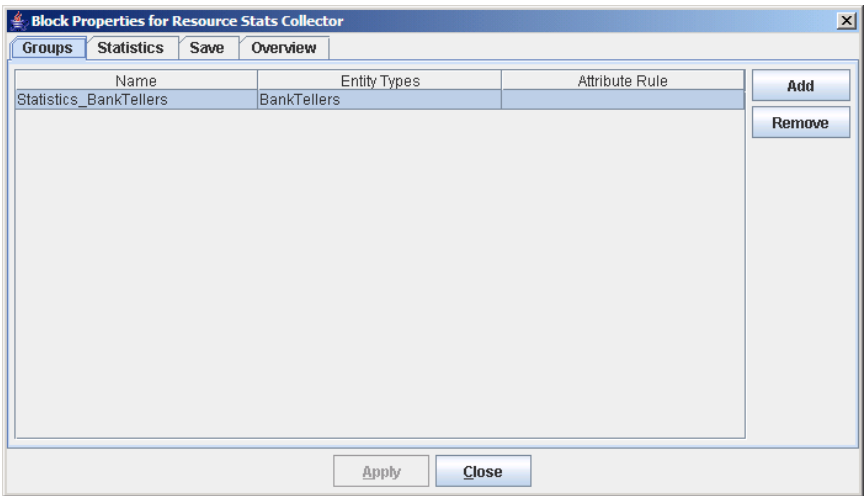 Block Properties for Resource Stats Collector
Groups Statistics Save Overview
Name Entity Types Attribute Rule
Statistics_BankTellers BankTellers
Add
Remove
Apply Close